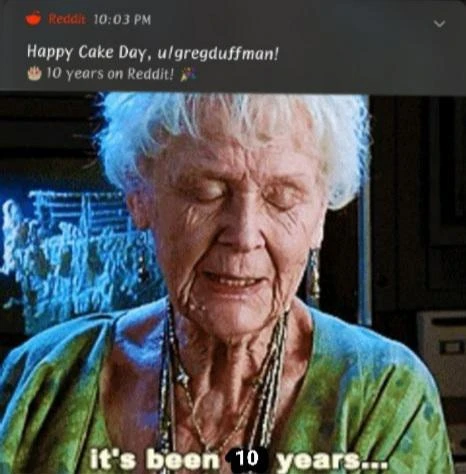 Reddit 10:03 PM
Happy Cake Day, u/gregduffman!
10 years on Reddit!
it's been 10 years...